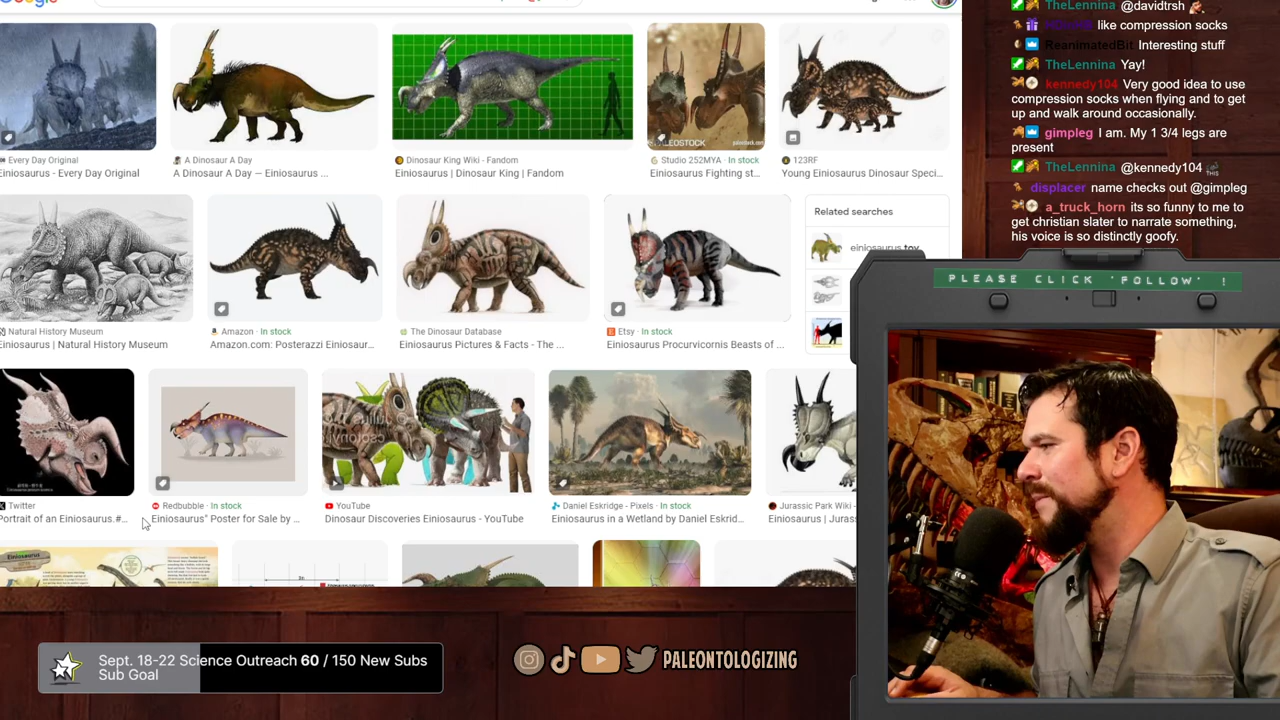 Every Day Original
Einiosaurus - Every Day Original
A Dinosaur A Day
A Dinosaur A Day — Einiosaurus ...
Dinosaur King Wiki - Fandom
Einiosaurus | Dinosaur King | Fandom
PALEOSTOCK
paleostock.com
Studio 252MYA · In stock
Einiosaurus Fighting st...
123RF
Young Einiosaurus Dinosaur Speci...
Natural History Museum
Einiosaurus | Natural History Museum
Amazon · In stock
Amazon.com: Posterazzi Einiosaur...
The Dinosaur Database
Einiosaurus Pictures & Facts - The ...
Etsy · In stock
Einiosaurus Procurvicornis Beasts of ...
Related searches
einiosaurus toy
Twitter
Portrait of an Einiosaurus.#...
Redbubble · In stock
Einiosaurus" Poster for Sale by ...
YouTube
Dinosaur Discoveries Einiosaurus - YouTube
Daniel Eskridge - Pixels · In stock
Einiosaurus in a Wetland by Daniel Eskrid...
Jurassic Park Wiki -
Einiosaurus | Jurass
Einiosaurus
TheLennina @davidtrsh
like compression socks
ReanimatedBit Interesting stuff
TheLennina Yay!
kennedy104 Very good idea to use
compression socks when flying and to get
up and walk around occasionally.
gimpleg I am. My 1 3/4 legs are
present
TheLennina @kennedy104
THIS
displacer name checks out @gimpleg
a_truck_horn its so funny to me to
get christian slater to narrate something,
his voice is so distinctly goofy.
PLEASE CLICK "FOLLOW" !
Sept. 18-22 Science Outreach 60 / 150 New Subs
Sub Goal
PALEONTOLOGIZING